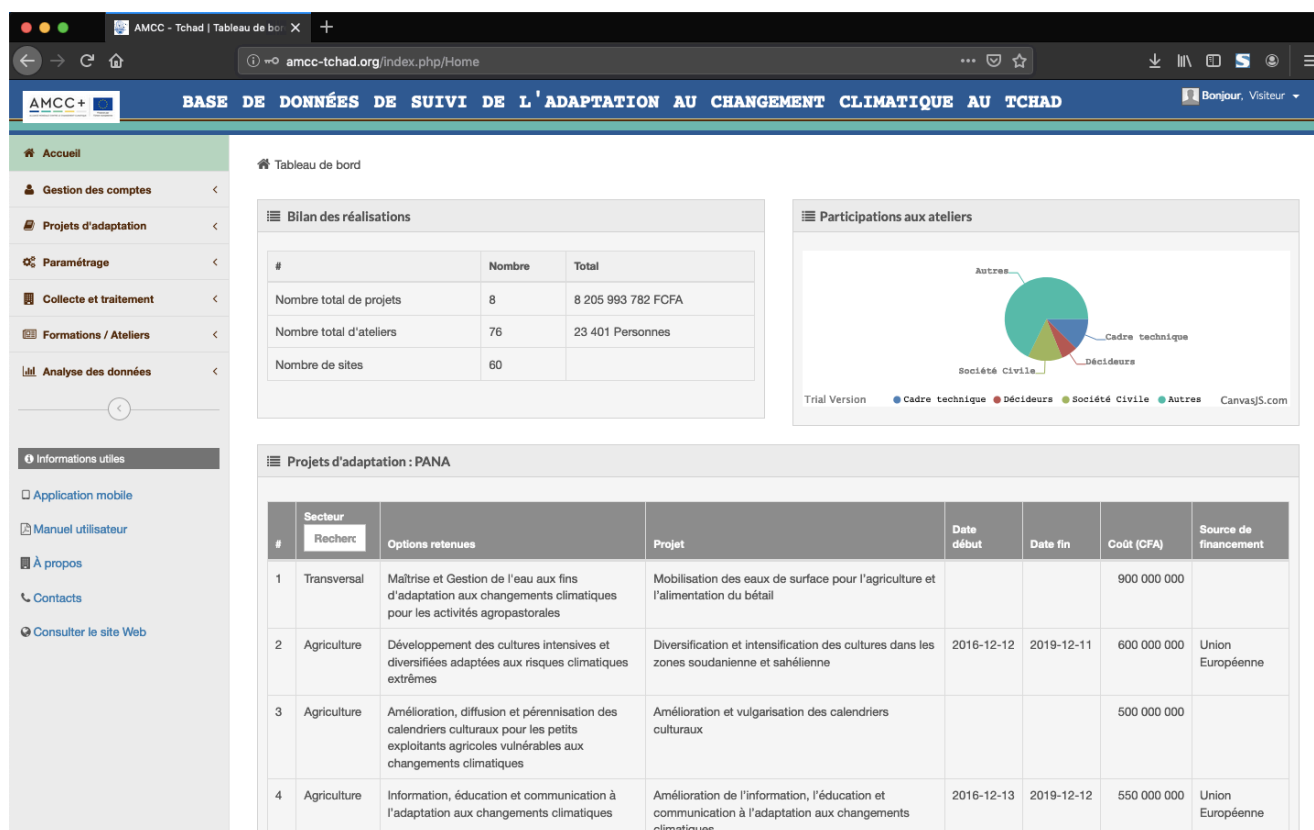 AMCC - Tchad | Tableau de bor
amcc-tchad.org/index.php/Home
AMCC+
BASE DE DONNÉES DE SUIVI DE L'ADAPTATION AU CHANGEMENT CLIMATIQUE AU TCHAD
Bonjour, Visiteur
Accueil
Gestion des comptes
Projets d'adaptation
Paramétrage
Collecte et traitement
Formations / Ateliers
Analyse des données
Informations utiles
Application mobile
Manuel utilisateur
À propos
Contacts
Consulter le site Web
Tableau de bord
Bilan des réalisations
# Nombre Total
Nombre total de projets 8 8 205 993 782 FCFA
Nombre total d'ateliers 76 23 401 Personnes
Nombre de sites 60
Participations aux ateliers
Autres
Cadre technique
Décideurs
Société Civile
Trial Version Cadre technique Décideurs Société Civile Autres CanvasJS.com
Projets d'adaptation : PANA
# Secteur Recherc Options retenues Projet Date début Date fin Coût (CFA) Source de financement
1 Transversal Maîtrise et Gestion de l'eau aux fins Mobilisation des eaux de surface pour l'agriculture et 900 000 000
d'adaptation aux changements climatiques l'alimentation du bétail
pour les activités agropastorales
2 Agriculture Développement des cultures intensives et Diversification et intensification des cultures dans les 2016-12-12 2019-12-11 600 000 000 Union
diversifiées adaptées aux risques climatiques zones soudanienne et sahélienne Européenne
extrêmes
3 Agriculture Amélioration, diffusion et pérennisation des Amélioration et vulgarisation des calendriers 500 000 000
calendriers culturaux pour les petits culturaux
exploitants agricoles vulnérables aux
changements climatiques
4 Agriculture Information, éducation et communication à Amélioration de l'information, l'éducation et 2016-12-13 2019-12-12 550 000 000 Union
l'adaptation aux changements climatiques communication à l'adaptation aux changements Européenne
climatiques